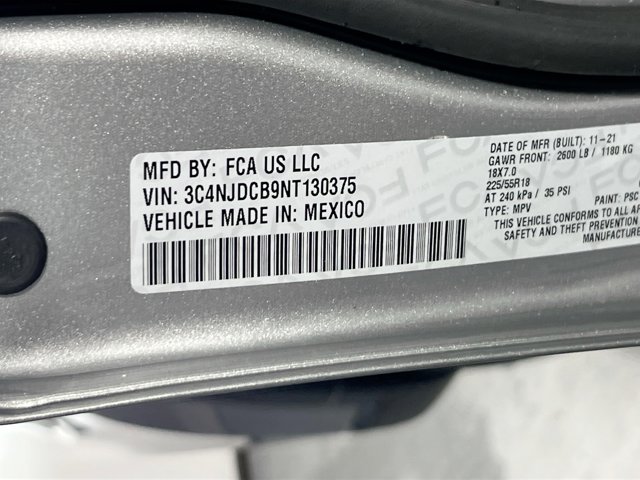 MFD BY: FCA US LLC
VIN: 3C4NJDCB9NT130375
VEHICLE MADE IN: MEXICO
DATE OF MFR (BUILT): 11-21
GAWR FRONT: 2600 LB / 1180 KG
18X7.0
225/55R18
AT 240 kPa / 35 PSI
TYPE: MPV PAINT: PSC
THIS VEHICLE CONFORMS TO ALL
SAFETY AND THEFT PREVENTION
MANUFACTURE